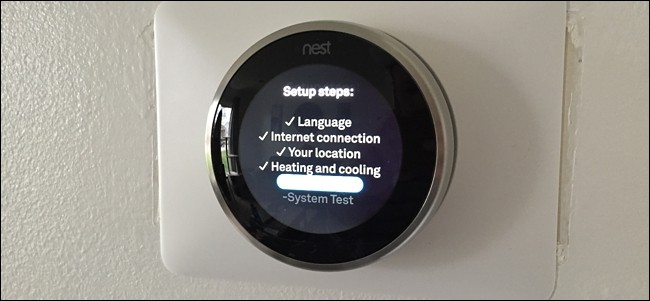 nest
Setup steps:
✓ Language
✓ Internet connection
✓ Your location
✓ Heating and cooling
-System Test